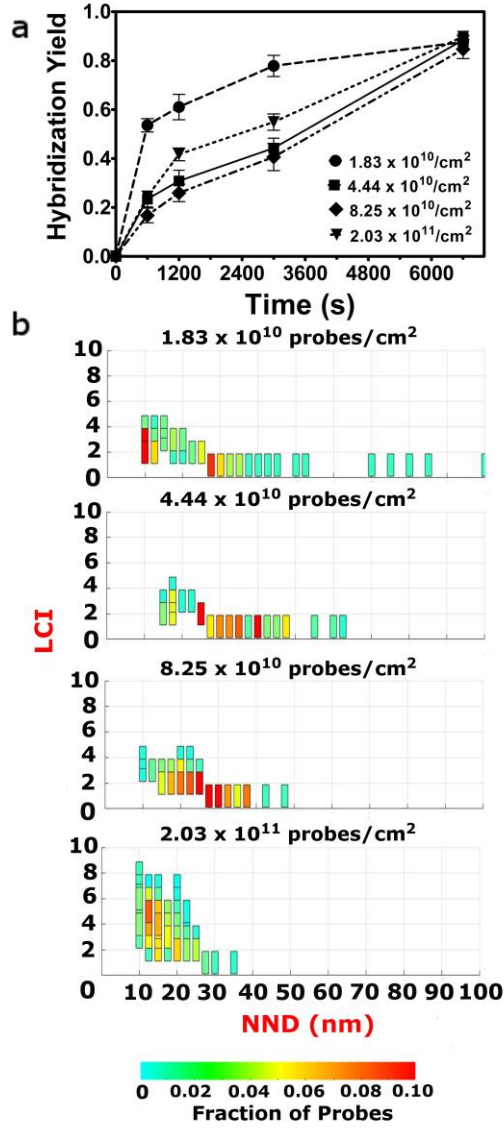 a
Hybridization Yield
1.0
0.8
0.6
0.4
0.2
0.0
1.83 x 10¹⁰/cm²
4.44 x 10¹⁰/cm²
8.25 x 10¹⁰/cm²
2.03 x 10¹¹/cm²
0 1200 2400 3600 4800 6000
Time (s)
b
1.83 x 10¹⁰ probes/cm²
10
8
6
4
2
0
4.44 x 10¹⁰ probes/cm²
10
8
6
4
2
0
LCI
8.25 x 10¹⁰ probes/cm²
10
8
6
4
2
0
2.03 x 10¹¹ probes/cm²
10
8
6
4
2
0
10 20 30 40 50 60 70 80 90 100
NND (nm)
0 0.02 0.04 0.06 0.08 0.10
Fraction of Probes